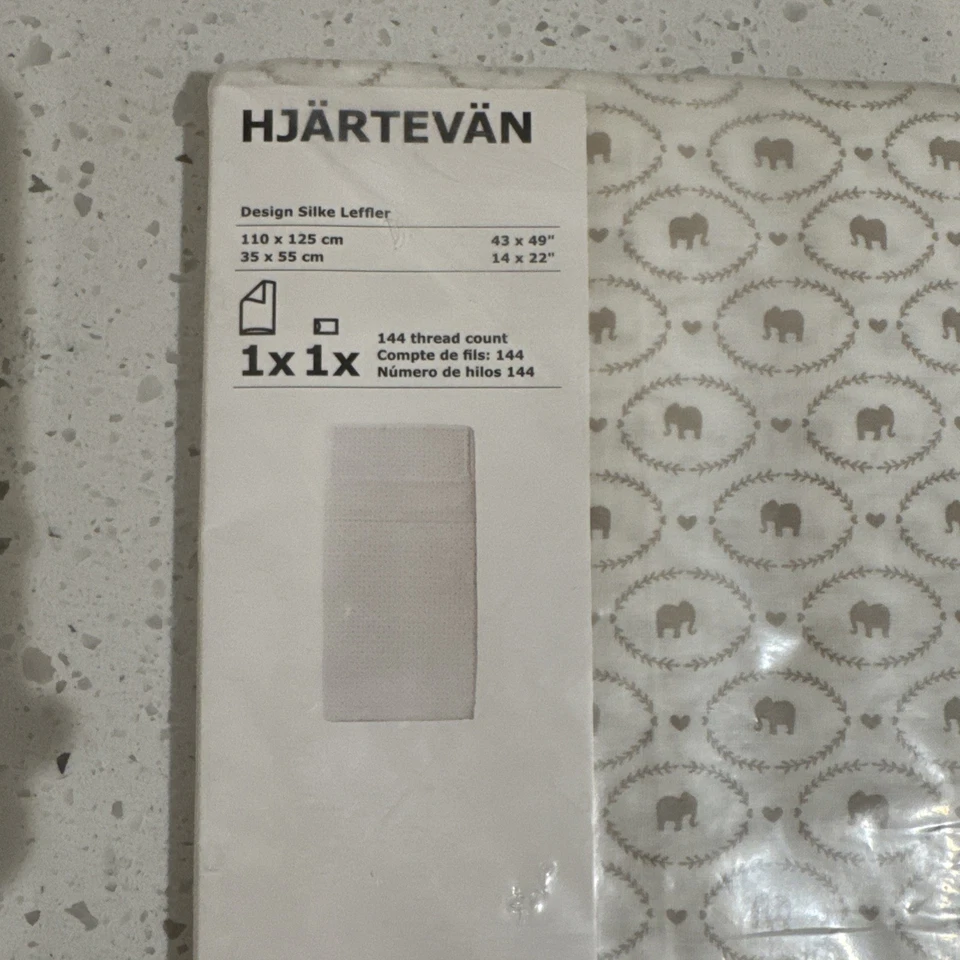 HJÄRTEVÄN
Design Silke Leffler
110 x 125 cm 43 x 49"
35 x 55 cm 14 x 22"
1x 1x
144 thread count
Compte de fils: 144
Número de hilos 144